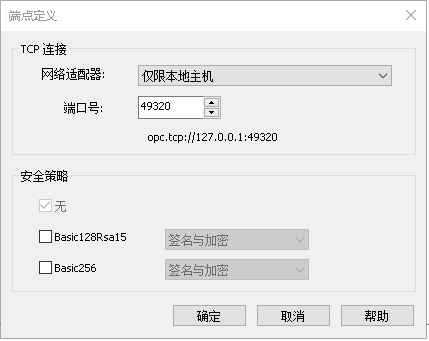 端点定义
TCP 连接
网络适配器: 仅限本地主机
端口号: 49320
opc.tcp://127.0.0.1:49320
安全策略
无
Basic128Rsa15 签名与加密
Basic256 签名与加密
确定 取消 帮助